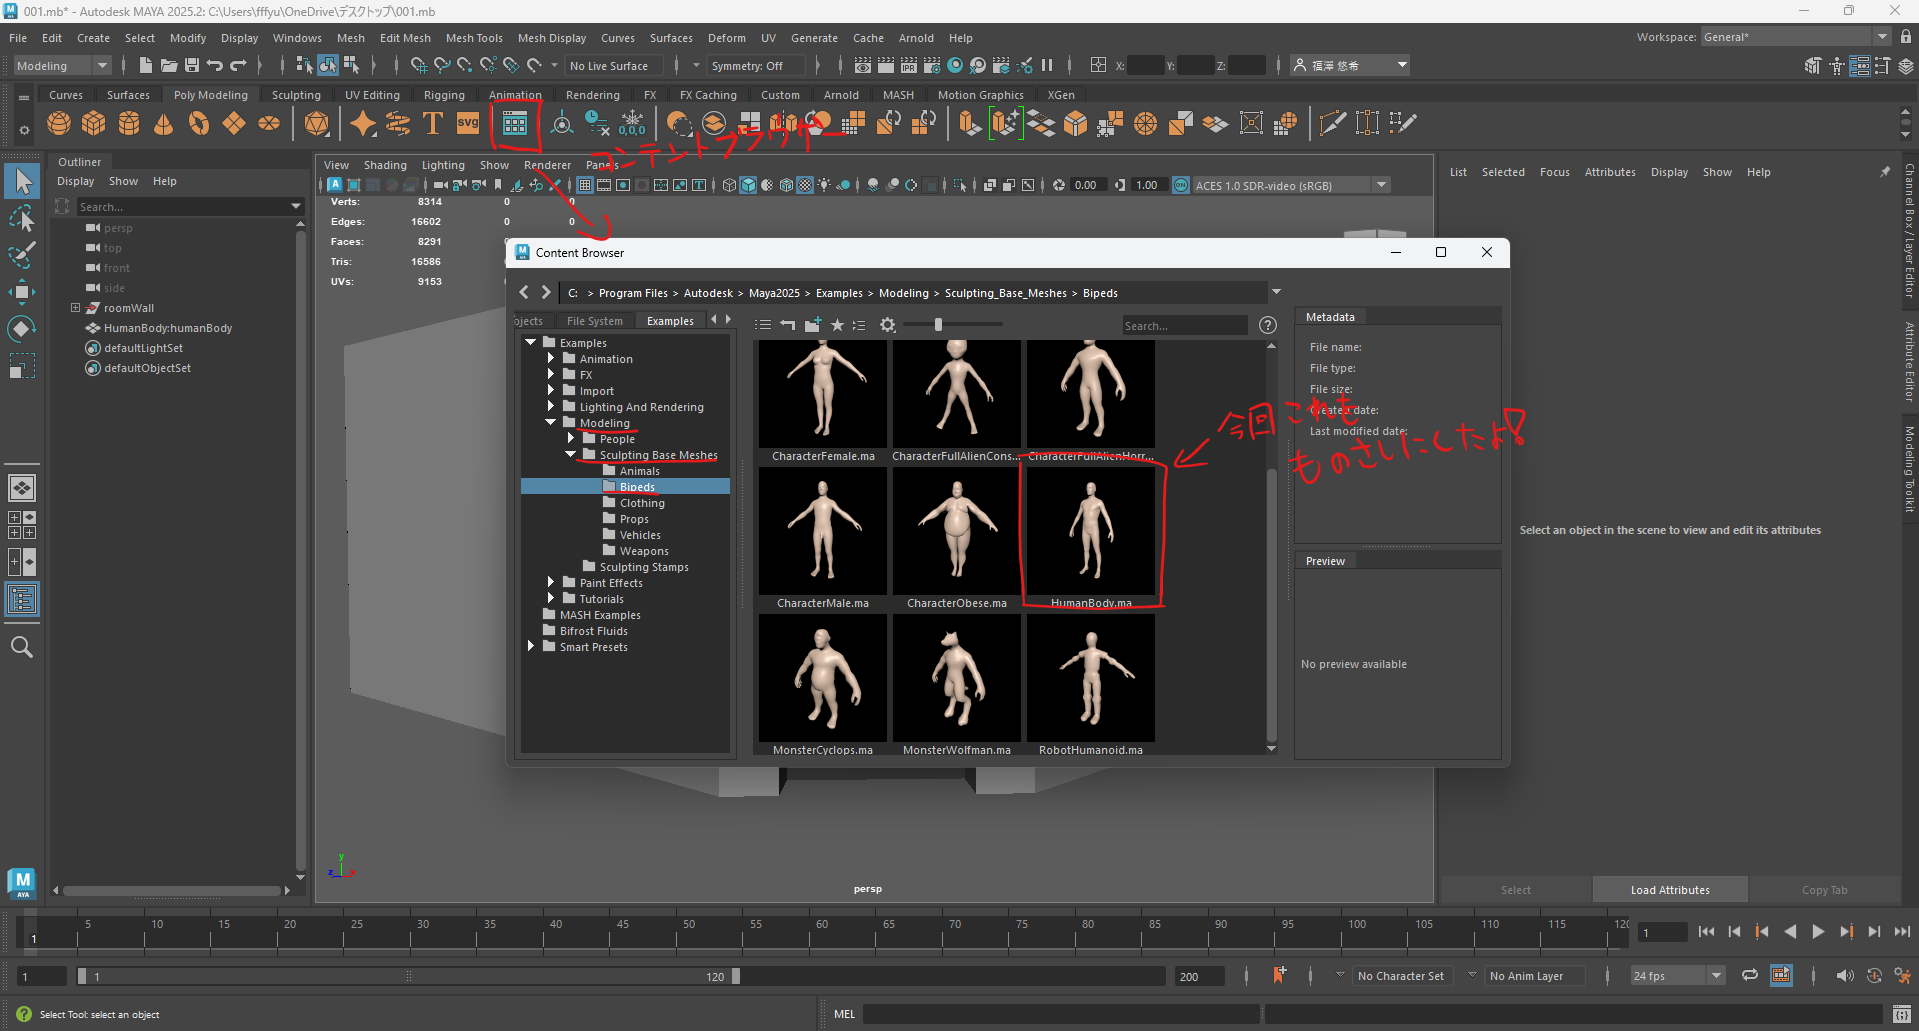 001.mb* - Autodesk MAYA 2025.2: C:\Users\fffyu\OneDrive\デスクトップ\001.mb
File Edit Create Select Modify Display Windows Mesh Edit Mesh Mesh Tools Mesh Display Curves Surfaces Deform UV Generate Cache Arnold Help
Workspace: General*
Modeling
No Live Surface
Symmetry: Off
X: Y: Z:
福澤 悠希
Curves Surfaces Poly Modeling Sculpting UV Editing Rigging Animation Rendering FX FX Caching Custom Arnold MASH Motion Graphics XGen
コンテントブラウザー
Outliner
Display Show Help
Search...
persp
top
front
side
roomWall
HumanBody:humanBody
defaultLightSet
defaultObjectSet
View Shading Lighting Show Renderer Panels
0.00 1.00 ACES 1.0 SDR-video (sRGB)
Verts: 8314 0 0
Edges: 16602 0 0
Faces: 8291
Tris: 16586
UVs: 9153
Content Browser
C: > Program Files > Autodesk > Maya2025 > Examples > Modeling > Sculpting_Base_Meshes > Bipeds
ojects File System Examples
Search...
Examples
Animation
FX
Import
Lighting And Rendering
Modeling
People
Sculpting Base Meshes
Animals
Bipeds
Clothing
Props
Vehicles
Weapons
Sculpting Stamps
Paint Effects
Tutorials
MASH Examples
Bifrost Fluids
Smart Presets
CharacterFemale.ma CharacterFullAlienCons... CharacterFullAlienHorr...
CharacterMale.ma CharacterObese.ma HumanBody.ma
MonsterCyclops.ma MonsterWolfman.ma RobotHumanoid.ma
Metadata
File name:
File type:
File size:
Created date:
Last modified date:
今回これを
ものさしにしたよ!
Preview
No preview available
List Selected Focus Attributes Display Show Help
Select an object in the scene to view and edit its attributes
Channel Box / Layer Editor
Attribute Editor
Modeling Toolkit
Select Load Attributes Copy Tab
y
z x
persp
M
AYA
1 5 10 15 20 25 30 35 40 45 50 55 60 65 70 75 80 85 90 95 100 105 110 115 120
1
1 1 120 200
No Character Set
No Anim Layer
24 fps
Select Tool: select an object
MEL